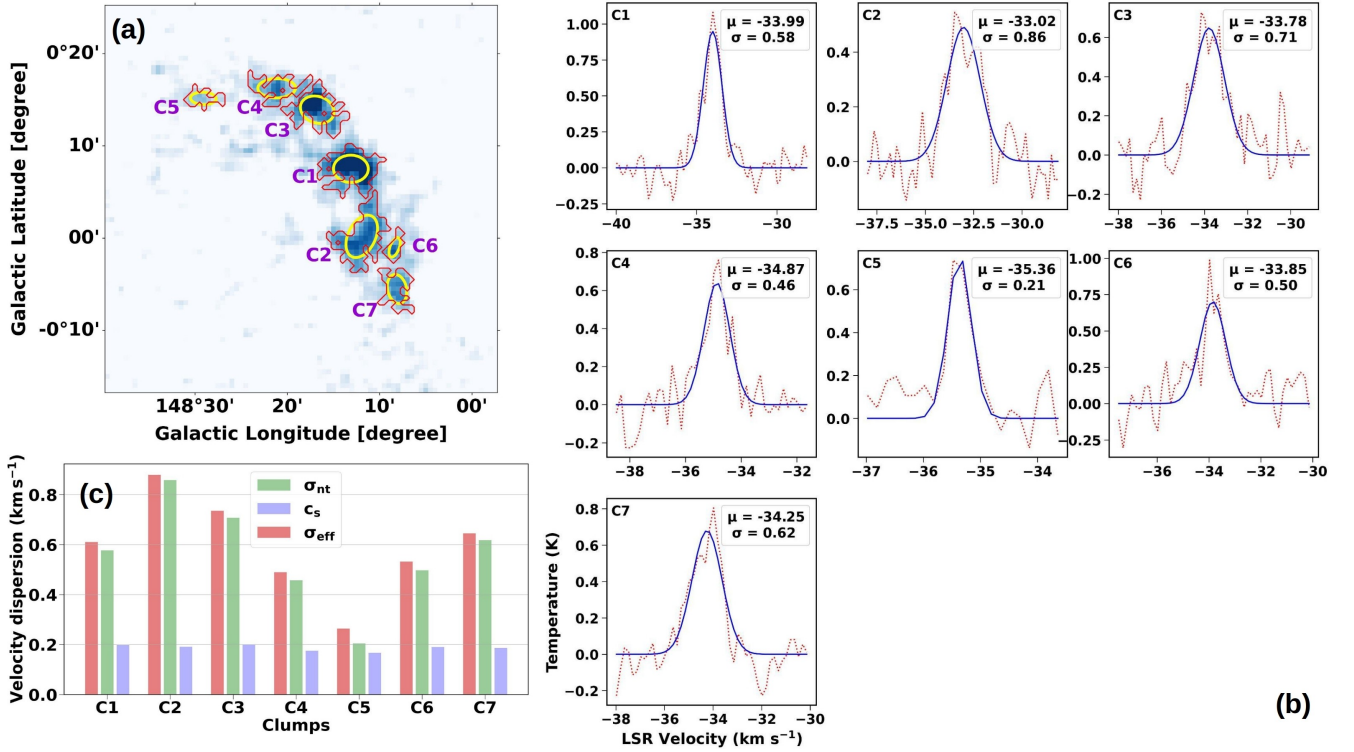 (a)
C1
C2
C3
C4
C5
C6
C7
0°20'
10'
00'
-0°10'
Galactic Latitude [degree]
148°30'
20'
10'
00'
Galactic Longitude [degree]
C1
μ = -33.99
σ = 0.58
1.00
0.75
0.50
0.25
0.00
−0.25
−40
−35
−30
C2
μ = -33.02
σ = 0.86
0.4
0.2
0.0
−37.5
−35.0
−32.5
−30.0
C3
μ = -33.78
σ = 0.71
0.6
0.4
0.2
0.0
−0.2
−38
−36
−34
−32
−30
C4
μ = -34.87
σ = 0.46
0.8
0.6
0.4
0.2
0.0
−0.2
−38
−36
−34
−32
C5
μ = -35.36
σ = 0.21
0.8
0.6
0.4
0.2
0.0
−37
−36
−35
−34
C6
μ = -33.85
σ = 0.50
1.00
0.75
0.50
0.25
0.00
−0.25
−36
−34
−32
−30
C7
μ = -34.25
σ = 0.62
0.8
0.6
0.4
0.2
0.0
−0.2
−38
−36
−34
−32
−30
Temperature (K)
LSR Velocity (km s⁻¹)
(b)
(c)
σnt
cs
σeff
0.8
0.6
0.4
0.2
0.0
Velocity dispersion (km s⁻¹)
C1 C2 C3 C4 C5 C6 C7
Clumps